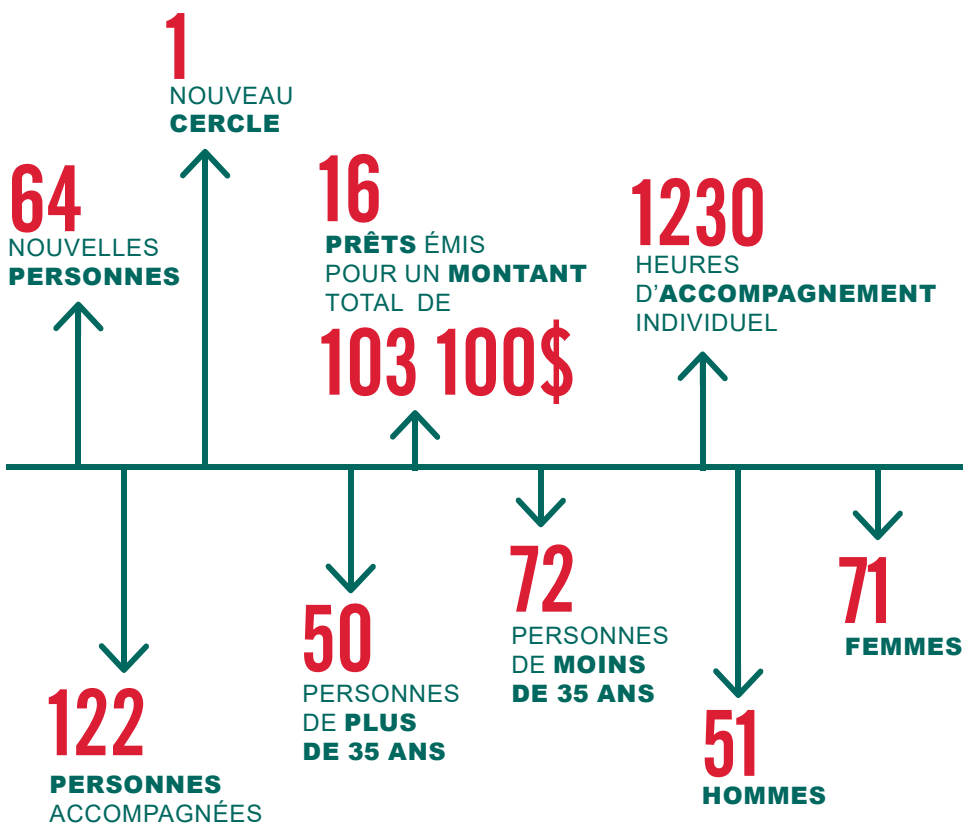 1
NOUVEAU
CERCLE
64
NOUVELLES
PERSONNES
16
PRÊTS ÉMIS
POUR UN MONTANT
TOTAL DE
103 100$
1230
HEURES
D'ACCOMPAGNEMENT
INDIVIDUEL
122
PERSONNES
ACCOMPAGNÉES
50
PERSONNES
DE PLUS
DE 35 ANS
72
PERSONNES
DE MOINS
DE 35 ANS
51
HOMMES
71
FEMMES